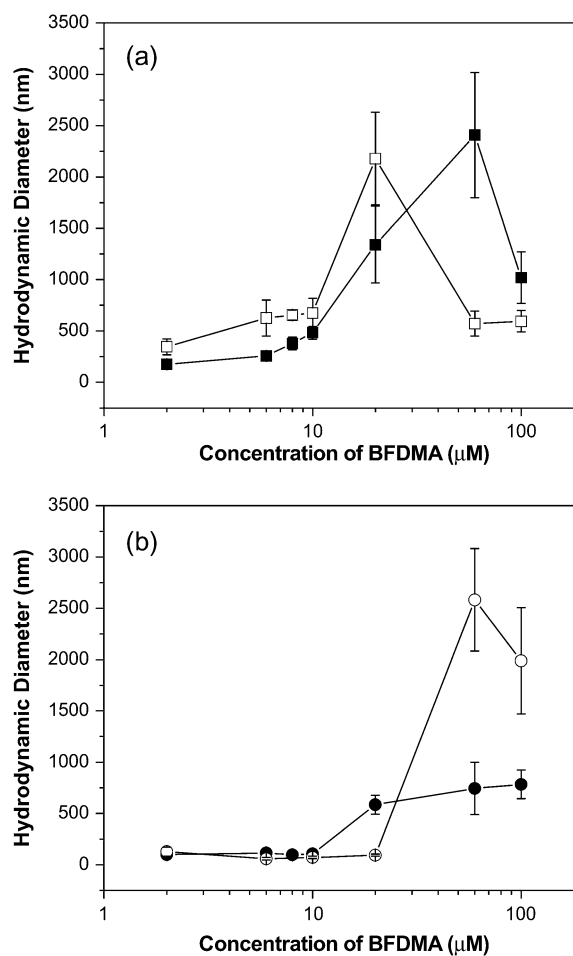 (a)
Hydrodynamic Diameter (nm)
3500
3000
2500
2000
1500
1000
500
0
1 10 100
Concentration of BFDMA (μM)
(b)
Hydrodynamic Diameter (nm)
3500
3000
2500
2000
1500
1000
500
0
1 10 100
Concentration of BFDMA (μM)